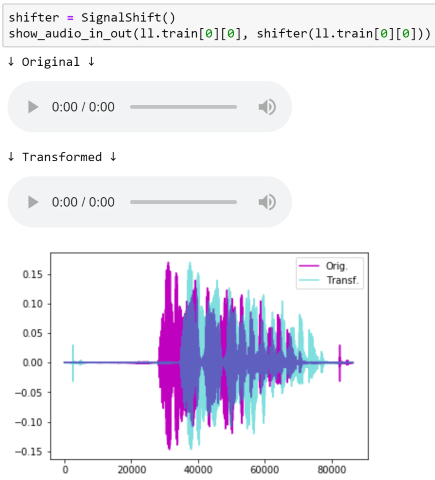 shifter = SignalShift()
show_audio_in_out(ll.train[0][0], shifter(ll.train[0][0]))
↓ Original ↓
0:00 / 0:00
↓ Transformed ↓
0:00 / 0:00
Orig.
Transf.
0.15
0.10
0.05
0.00
−0.05
−0.10
−0.15
0 20000 40000 60000 80000